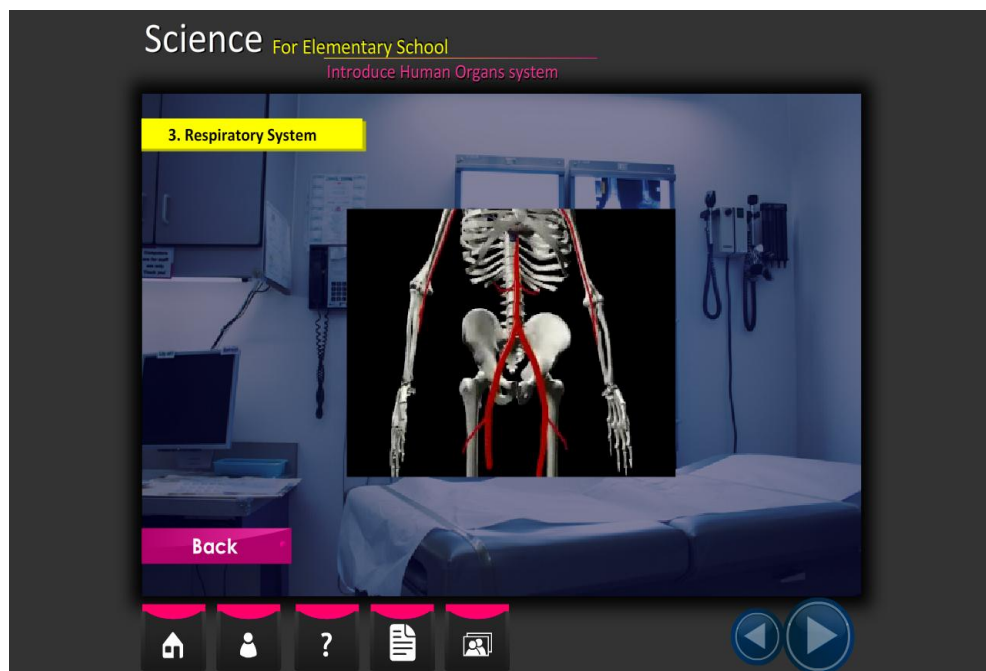 Science For Elementary School
Introduce Human Organs system
3. Respiratory System
Back
?